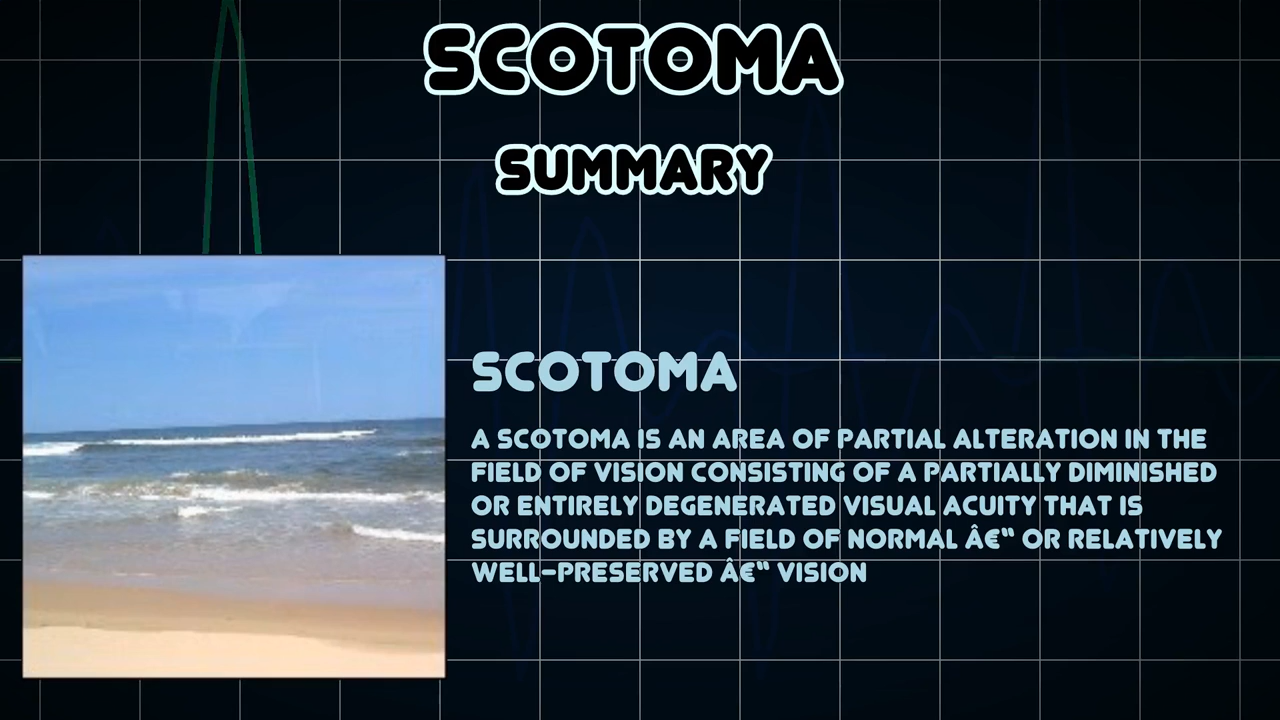 SCOTOMA
SUMMARY
SCOTOMA
A SCOTOMA IS AN AREA OF PARTIAL ALTERATION IN THE
FIELD OF VISION CONSISTING OF A PARTIALLY DIMINISHED
OR ENTIRELY DEGENERATED VISUAL ACUITY THAT IS
SURROUNDED BY A FIELD OF NORMAL Â€“ OR RELATIVELY
WELL-PRESERVED Â€“ VISION